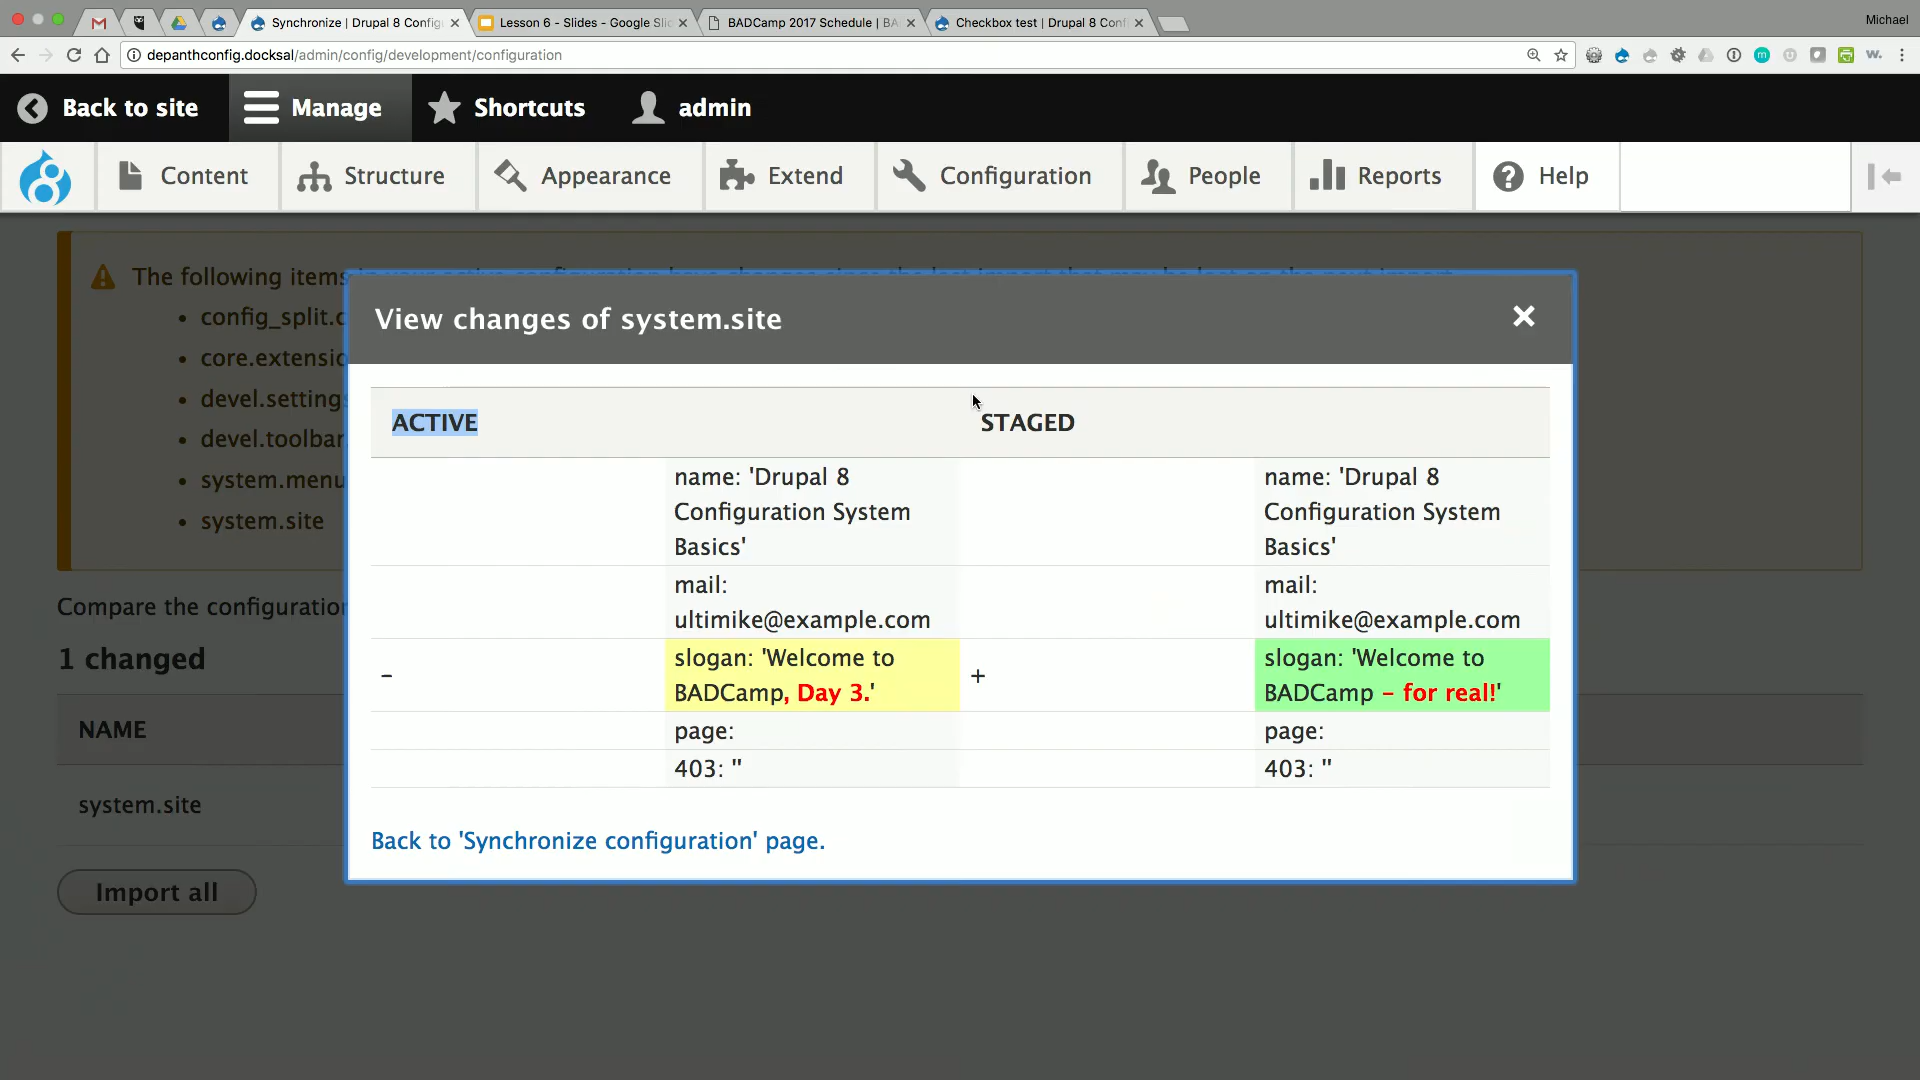 Synchronize | Drupal 8 Config
Lesson 6 – Slides - Google Sli
BADCamp 2017 Schedule | BA
Checkbox test | Drupal 8 Conf
Michael
depanthconfig.docksal/admin/config/development/configuration
Back to site
Manage
Shortcuts
admin
Content
Structure
Appearance
Extend
Configuration
People
Reports
Help
The following items
config_split.c
core.extensio
devel.settings
devel.toolbar
system.menu
system.site
Compare the configuration
1 changed
NAME
system.site
Import all
View changes of system.site
ACTIVE STAGED
name: 'Drupal 8 name: 'Drupal 8
Configuration System Configuration System
Basics' Basics'
mail: mail:
ultimike@example.com ultimike@example.com
- slogan: 'Welcome to + slogan: 'Welcome to
BADCamp, Day 3.' BADCamp – for real!'
page: page:
403: '' 403: ''
Back to 'Synchronize configuration' page.